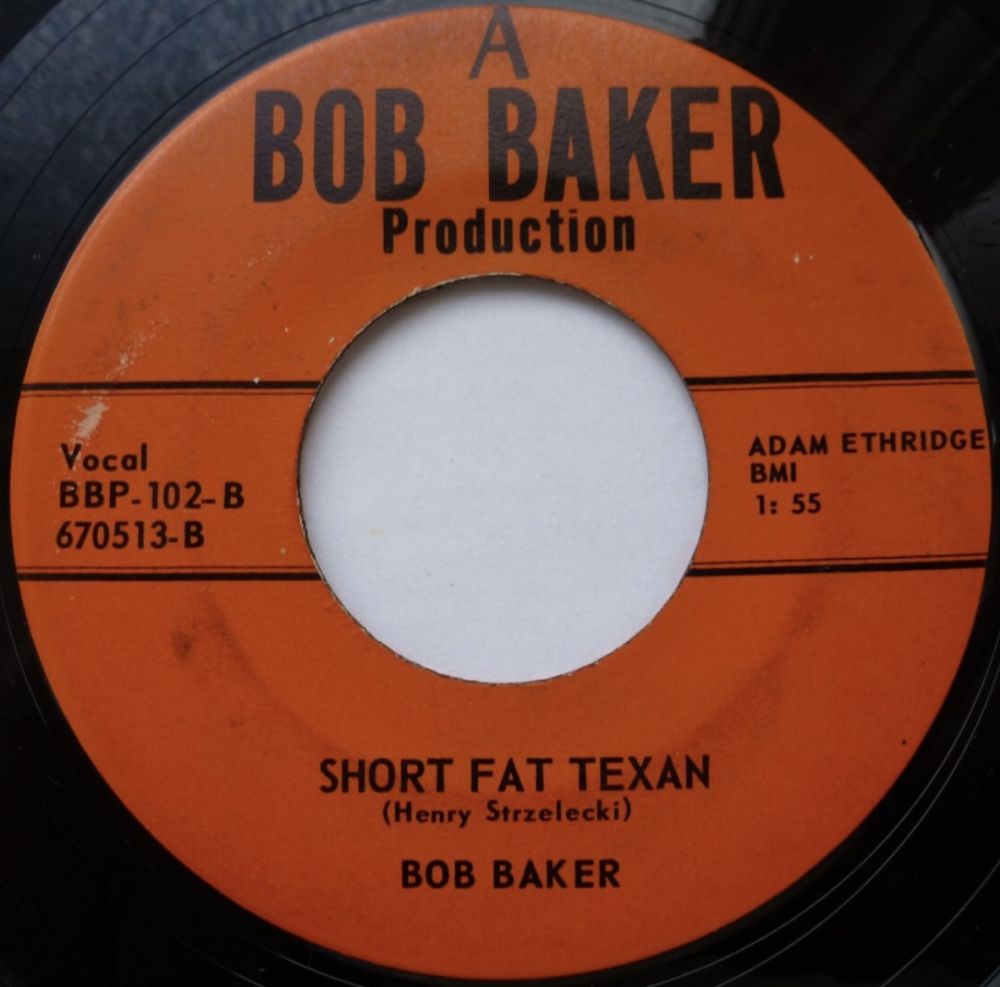 A
BOB BAKER
Production
Vocal
BBP-102-B
670513-B
ADAM ETHRIDGE
BMI
1: 55
SHORT FAT TEXAN
(Henry Strzelecki)
BOB BAKER